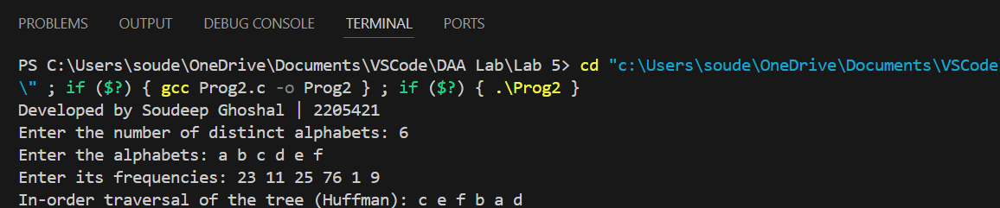 PROBLEMS OUTPUT DEBUG CONSOLE TERMINAL PORTS
PS C:\Users\soude\OneDrive\Documents\VSCode\DAA Lab\Lab 5> cd "c:\Users\soude\OneDrive\Documents\VSCode
\" ; if ($?) { gcc Prog2.c -o Prog2 } ; if ($?) { .\Prog2 }
Developed by Soudeep Ghoshal | 2205421
Enter the number of distinct alphabets: 6
Enter the alphabets: a b c d e f
Enter its frequencies: 23 11 25 76 1 9
In-order traversal of the tree (Huffman): c e f b a d